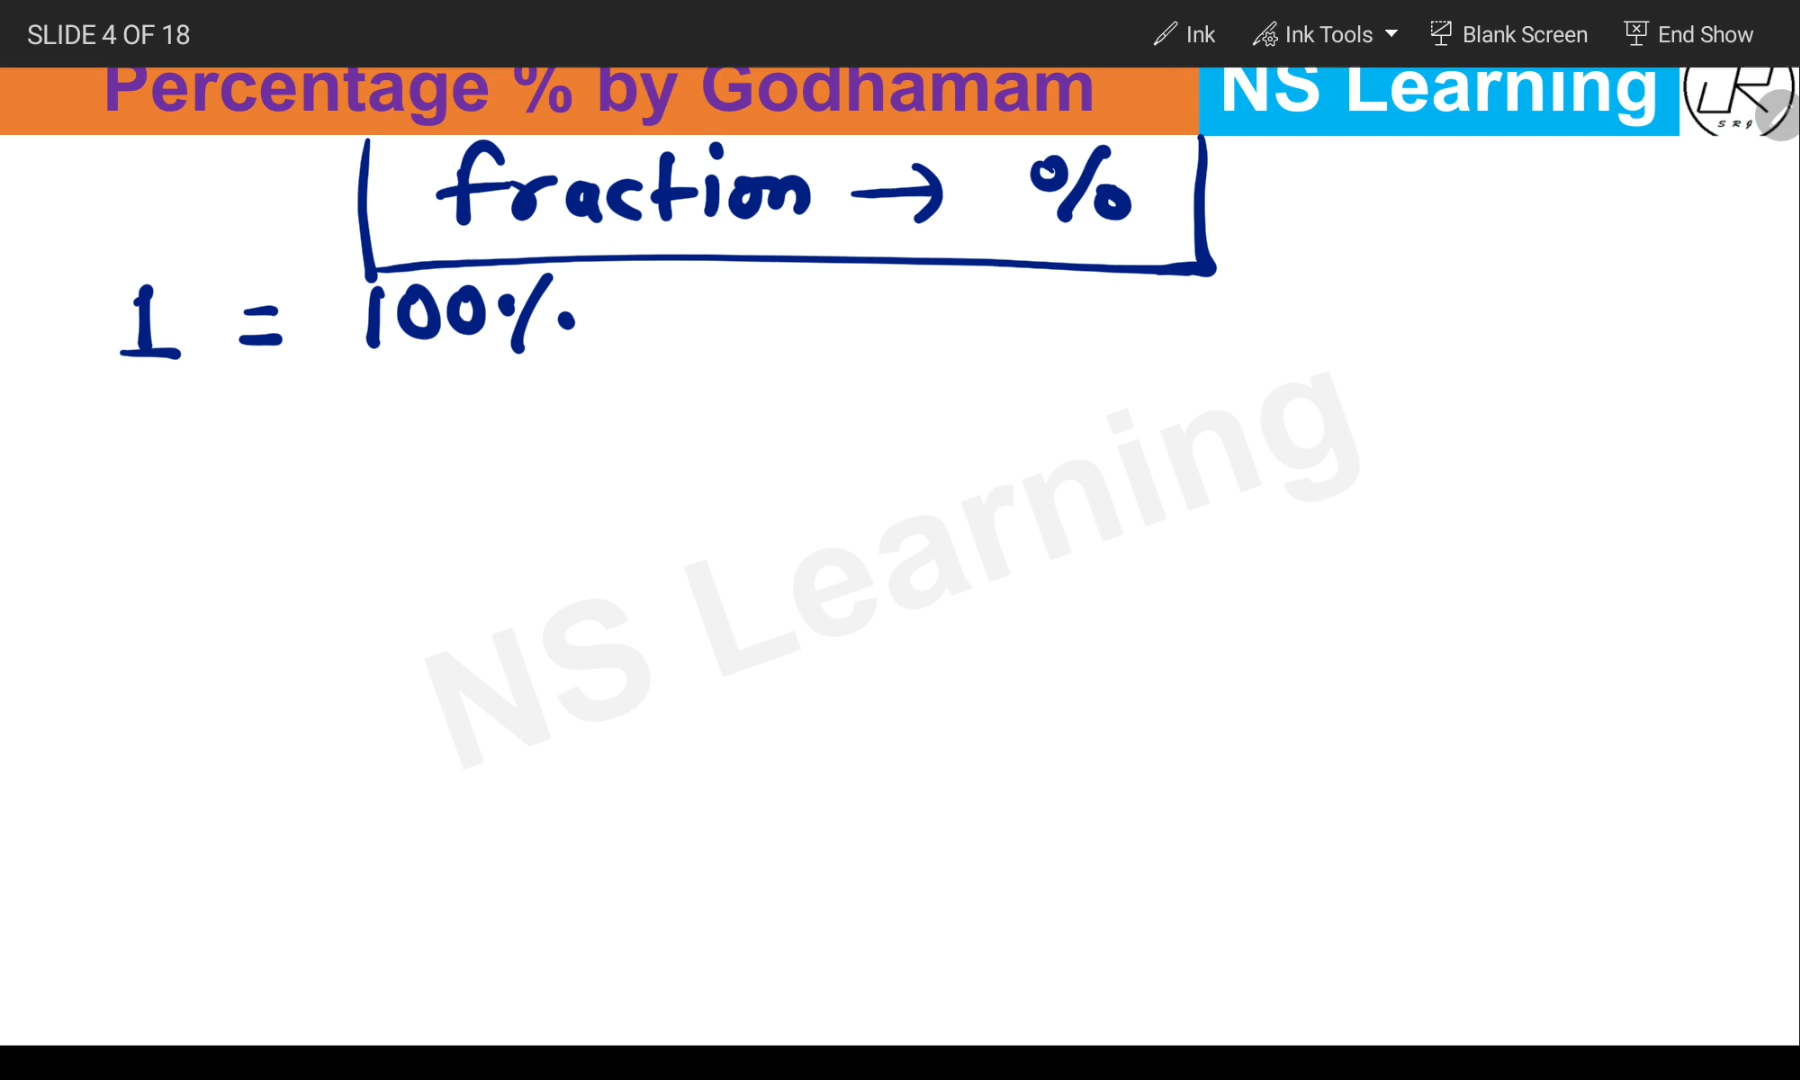 SLIDE 4 OF 18 Ink Ink Tools Blank Screen End Show
Percentage % by Godhamam NS Learning
SRJ
fraction → %
1 = 100%
NS Learning